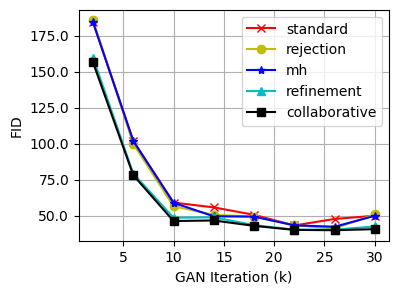 175.0
150.0
125.0
100.0
75.0
50.0
FID
standard
rejection
mh
refinement
collaborative
5 10 15 20 25 30
GAN Iteration (k)